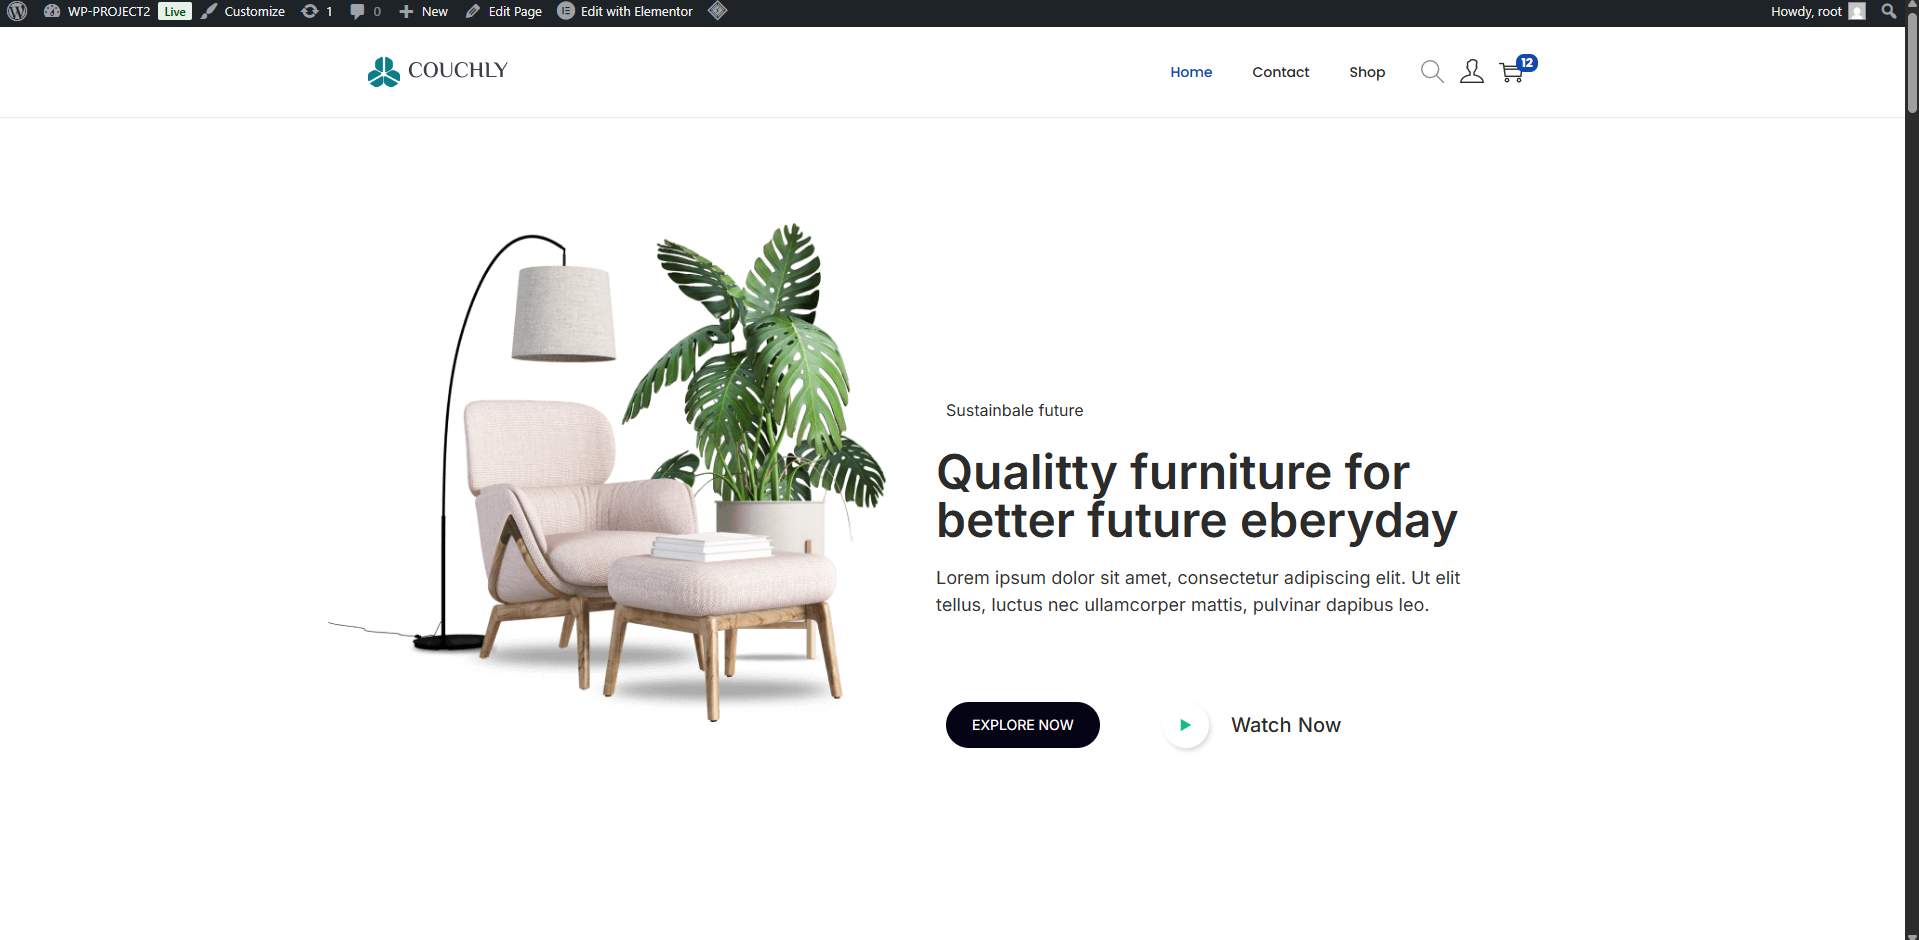 WP-PROJECT2 Live Customize 1 0 New Edit Page Edit with Elementor Howdy, root
COUCHLY
Home Contact Shop 12
Sustainbale future
Qualitty furniture for
better future eberyday
Lorem ipsum dolor sit amet, consectetur adipiscing elit. Ut elit
tellus, luctus nec ullamcorper mattis, pulvinar dapibus leo.
EXPLORE NOW Watch Now